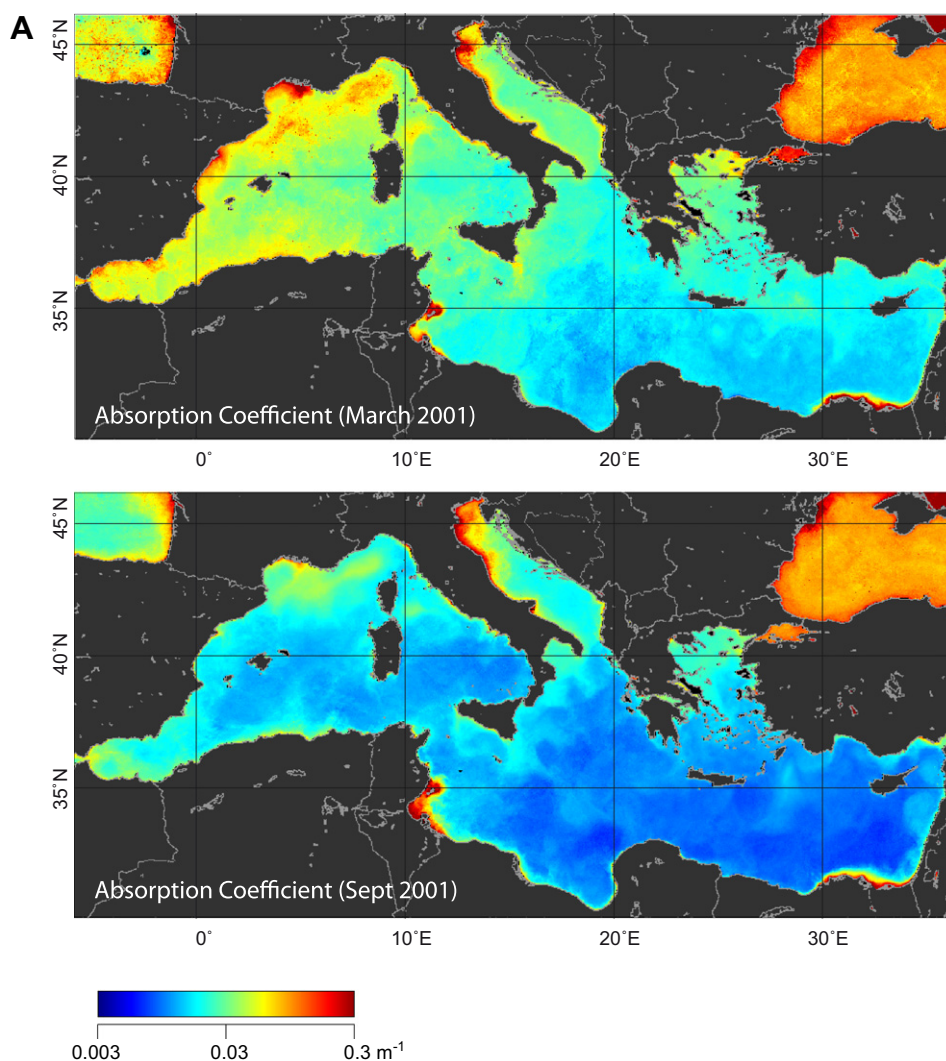 A
45°N
40°N
35°N
Absorption Coefficient (March 2001)
0°
10°E
20°E
30°E
45°N
40°N
35°N
Absorption Coefficient (Sept 2001)
0°
10°E
20°E
30°E
0.003
0.03
0.3 m⁻¹